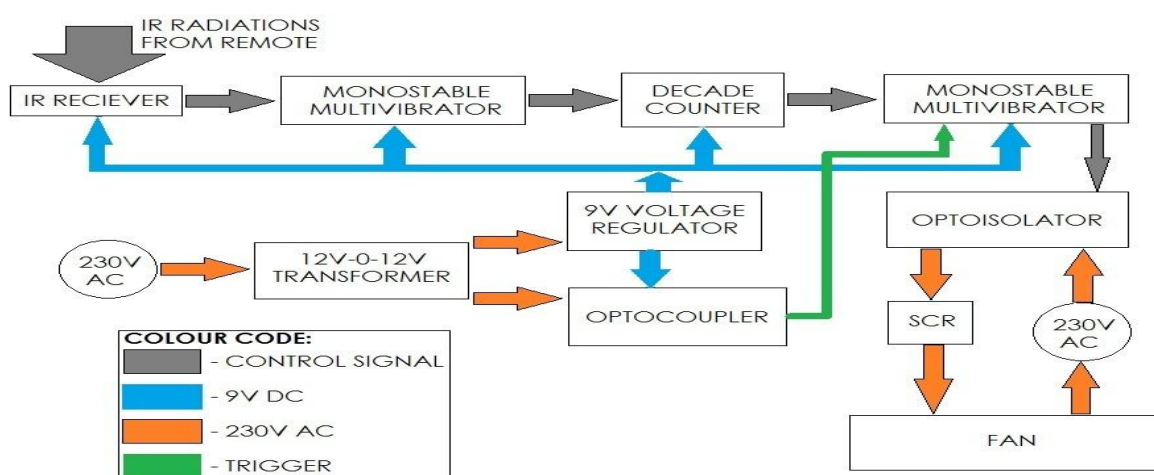 IR RADIATIONS
FROM REMOTE
IR RECIEVER
MONOSTABLE
MULTIVIBRATOR
DECADE
COUNTER
MONOSTABLE
MULTIVIBRATOR
9V VOLTAGE
REGULATOR
OPTOISOLATOR
230V
AC
12V-0-12V
TRANSFORMER
OPTOCOUPLER
SCR
230V
AC
FAN
COLOUR CODE:
- CONTROL SIGNAL
- 9V DC
- 230V AC
- TRIGGER